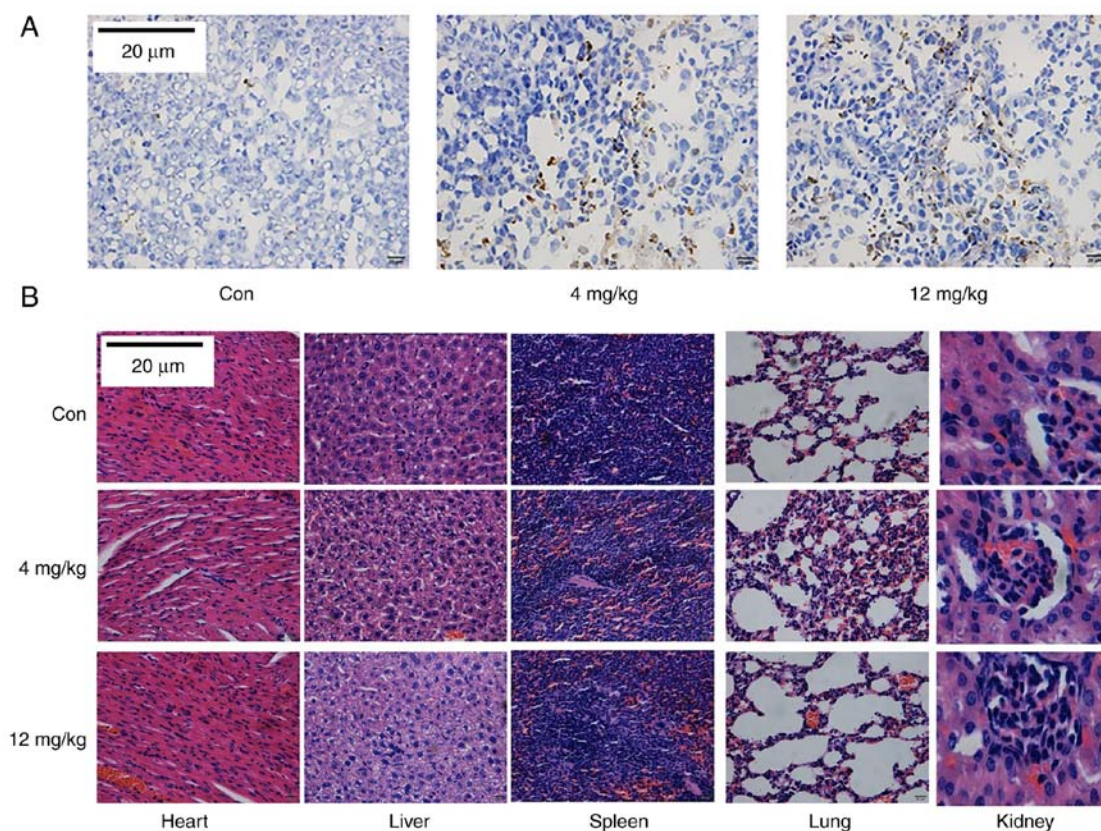 A
20 μm
Con
4 mg/kg
12 mg/kg
B
20 μm
Con
4 mg/kg
12 mg/kg
Heart
Liver
Spleen
Lung
Kidney